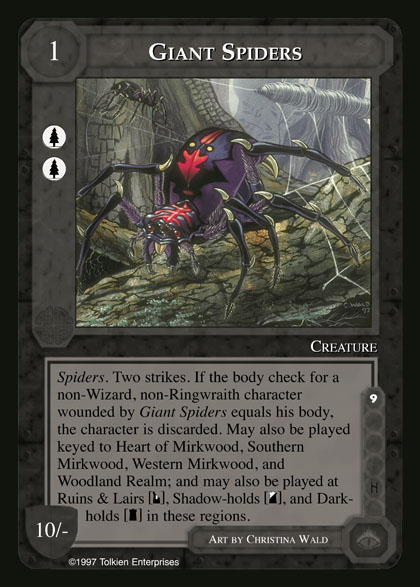 1
GIANT SPIDERS
C. WALD
97
CREATURE
Spiders. Two strikes. If the body check for a
non-Wizard, non-Ringwraith character
wounded by Giant Spiders equals his body,
the character is discarded. May also be played
keyed to Heart of Mirkwood, Southern
Mirkwood, Western Mirkwood, and
Woodland Realm; and may also be played at
Ruins & Lairs [], Shadow-holds [], and Dark-
holds [] in these regions.
9
10/-
ART BY CHRISTINA WALD
©1997 Tolkien Enterprises